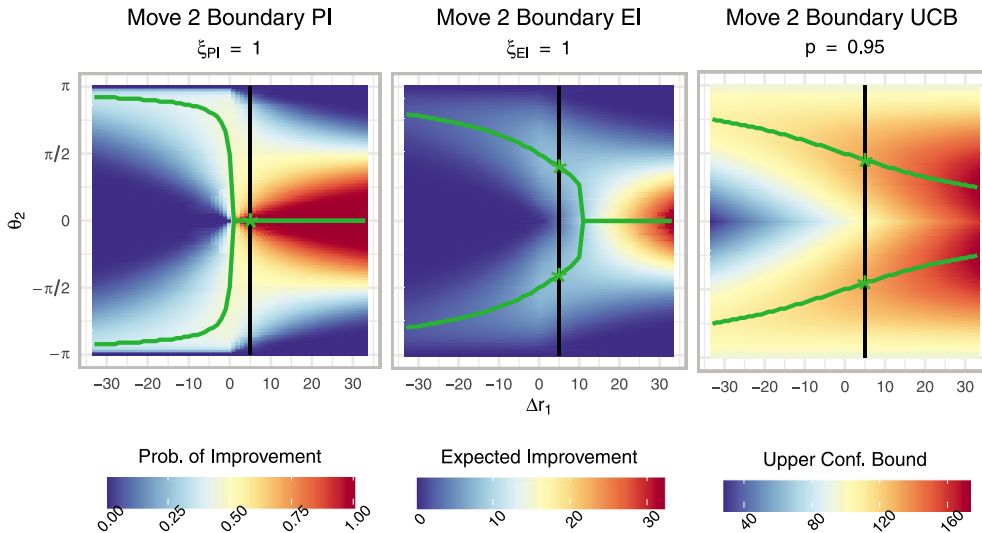 Move 2 Boundary PI
ξPI = 1
Move 2 Boundary EI
ξEI = 1
Move 2 Boundary UCB
p = 0.95
θ2
π
π/2
0
−π/2
−π
−30 −20 −10 0 10 20 30
−30 −20 −10 0 10 20 30
−30 −20 −10 0 10 20 30
Δr1
Prob. of Improvement
0.00 0.25 0.50 0.75 1.00
Expected Improvement
0 10 20 30
Upper Conf. Bound
40 80 120 160